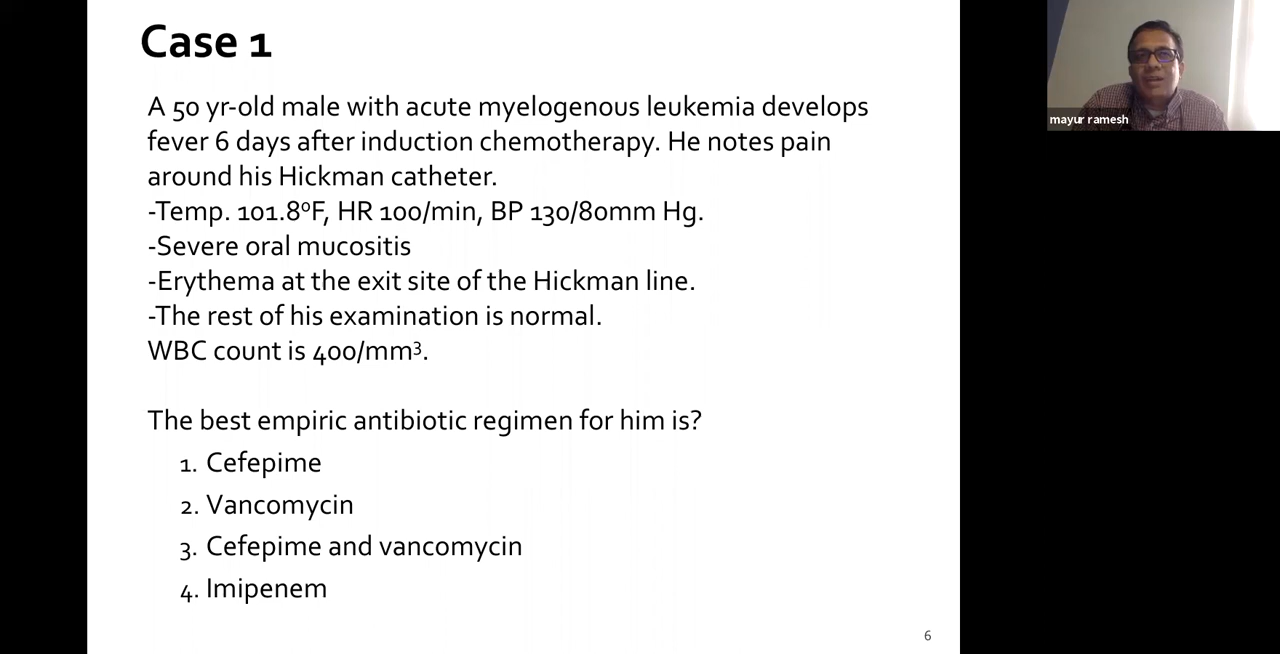 Case 1
A 50 yr-old male with acute myelogenous leukemia develops
fever 6 days after induction chemotherapy. He notes pain
around his Hickman catheter.
-Temp. 101.8ºF, HR 100/min, BP 130/80mm Hg.
-Severe oral mucositis
-Erythema at the exit site of the Hickman line.
-The rest of his examination is normal.
WBC count is 400/mm³.
The best empiric antibiotic regimen for him is?
1. Cefepime
2. Vancomycin
3. Cefepime and vancomycin
4. Imipenem
6
mayur ramesh